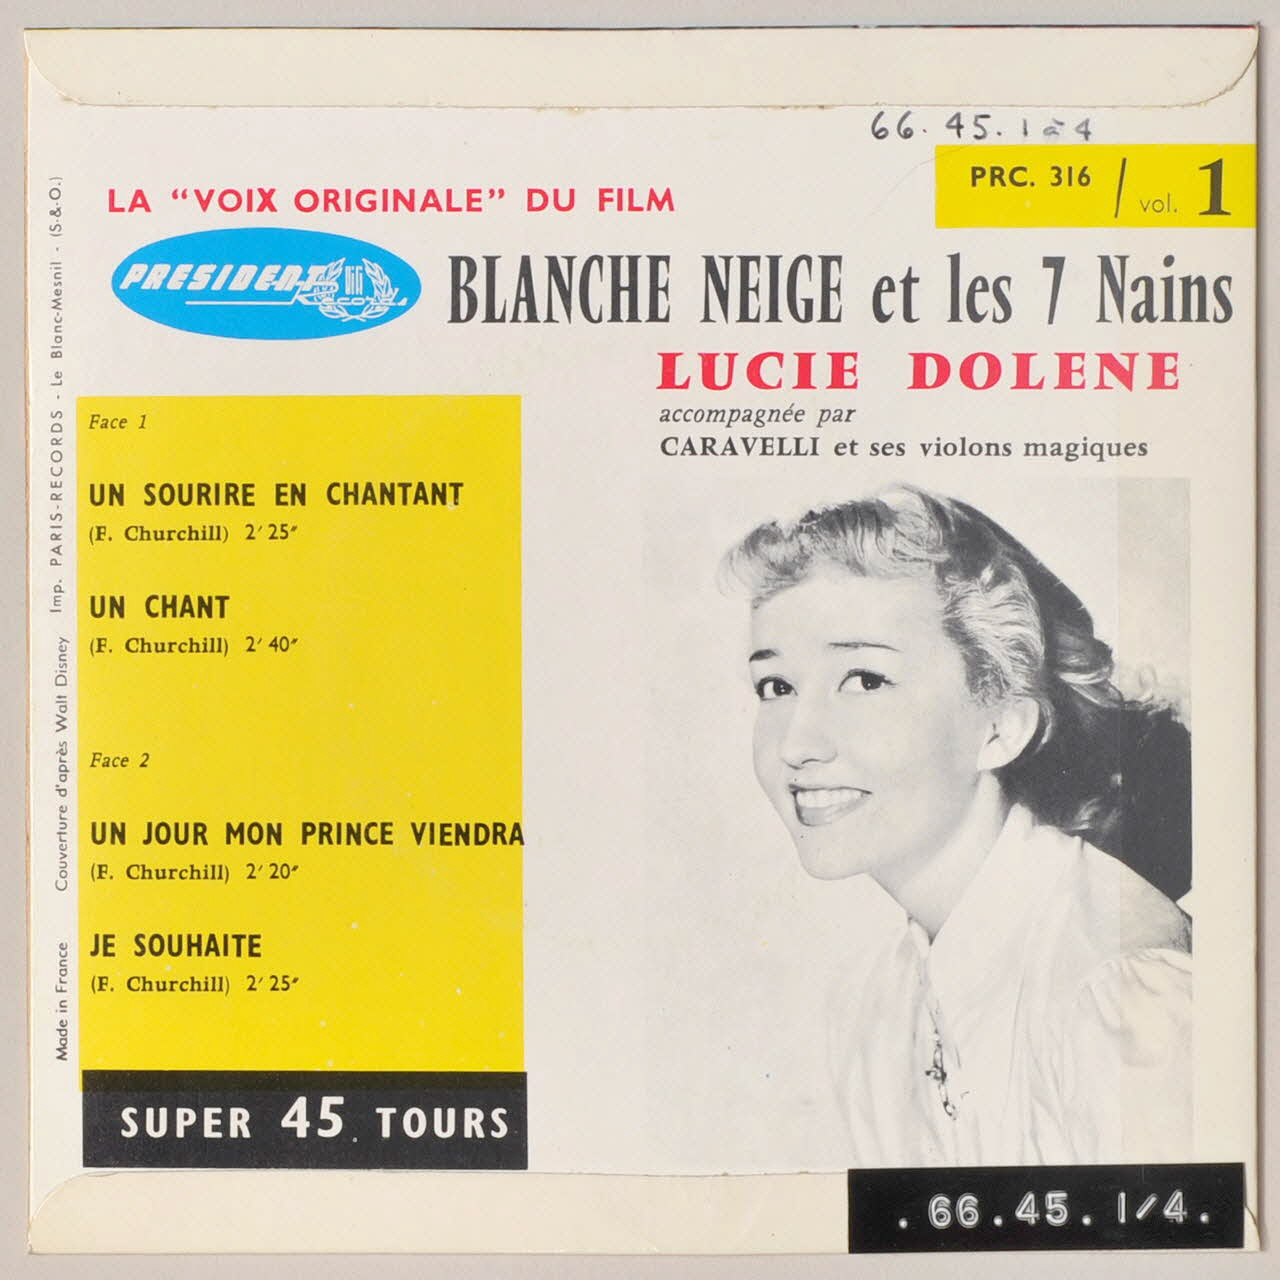 66. 45. 1 à 4
PRC. 316 / vol. 1
LA “VOIX ORIGINALE” DU FILM
PRESIDENT
Records
BLANCHE NEIGE et les 7 Nains
LUCIE DOLENE
accompagnée par
CARAVELLI et ses violons magiques
Face 1
UN SOURIRE EN CHANTANT
(F. Churchill) 2′ 25″
UN CHANT
(F. Churchill) 2′ 40″
Face 2
UN JOUR MON PRINCE VIENDRA
(F. Churchill) 2′ 20″
JE SOUHAITE
(F. Churchill) 2′ 25″
SUPER 45 TOURS
Made in France Couverture d'après Walt Disney Imp. PARIS-RECORDS - Le Blanc-Mesnil - (S.-&-O.)
. 66 . 45 . 1/4 .